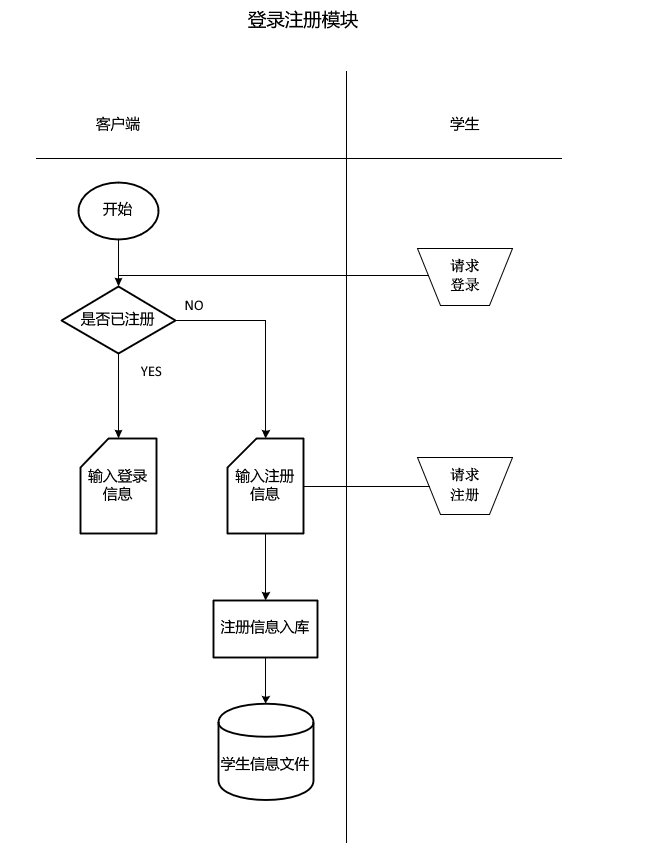 登录注册模块
客户端
学生
开始
请求
登录
是否已注册
NO
YES
输入登录
信息
输入注册
信息
请求
注册
注册信息入库
学生信息文件